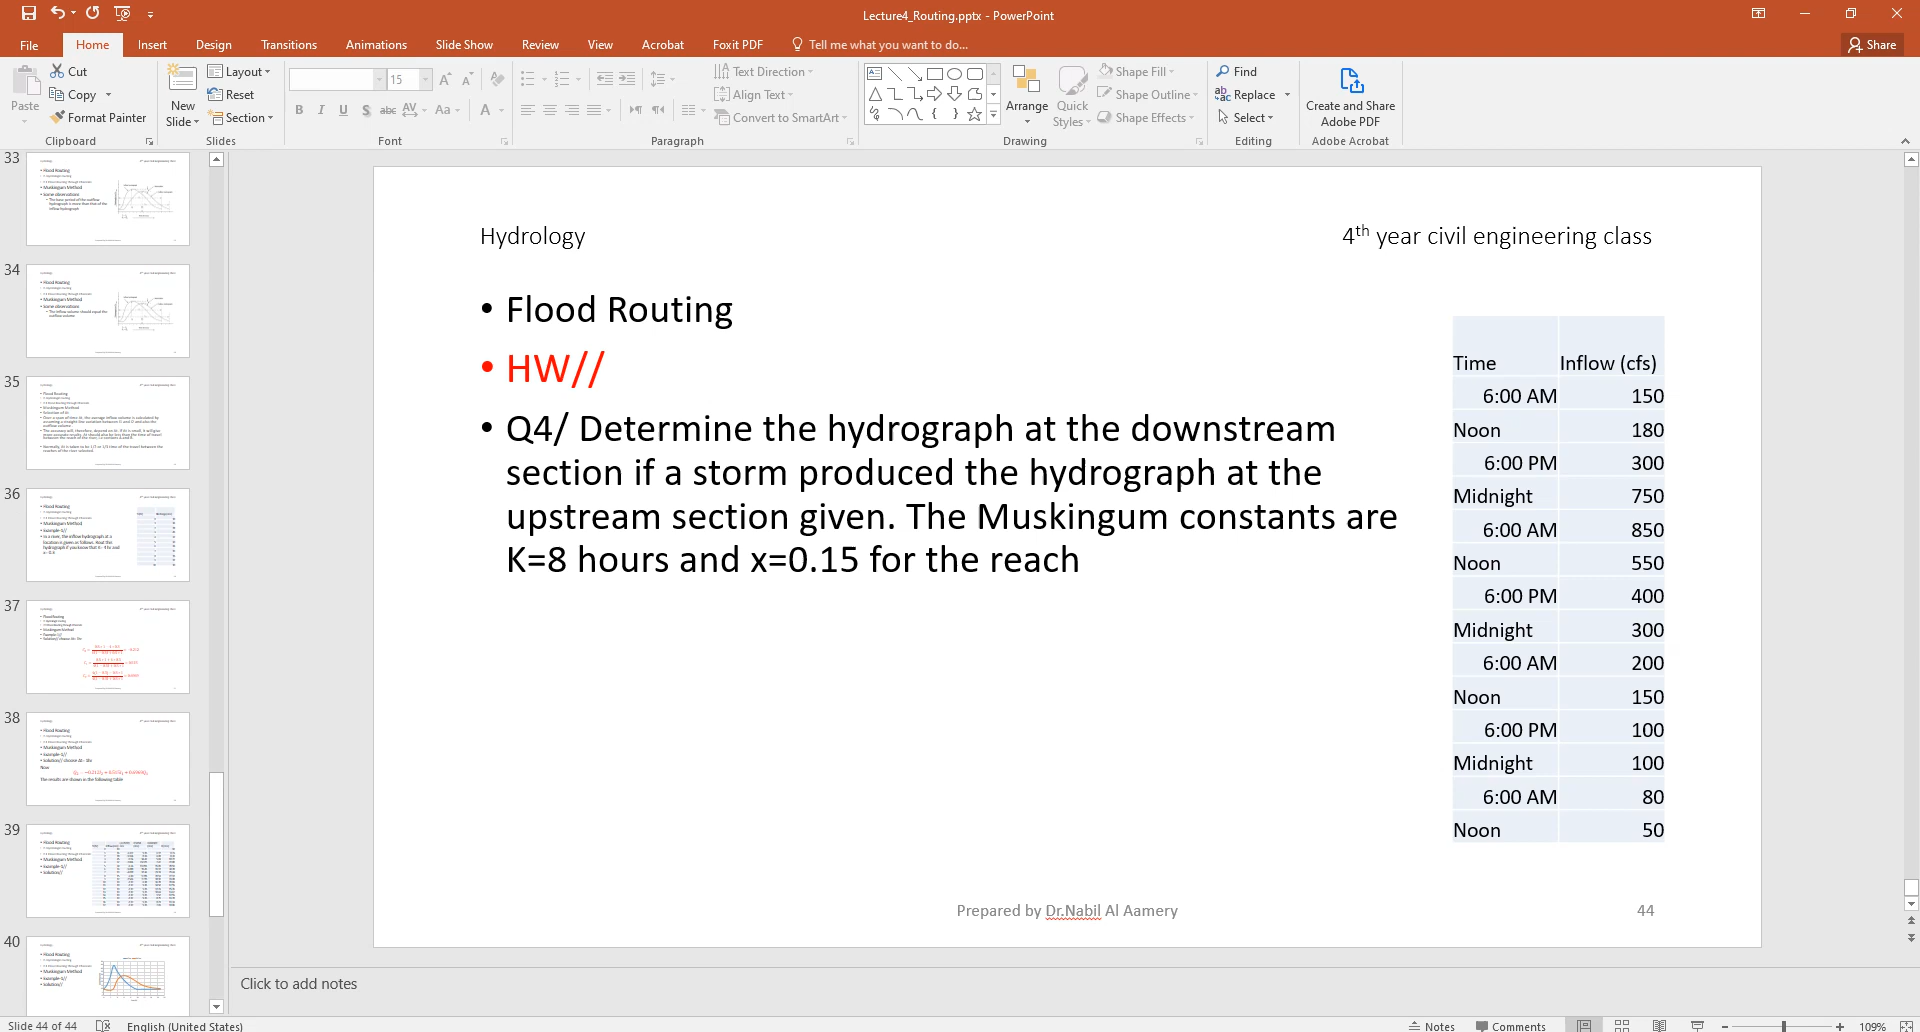 Lecture4_Routing.pptx - PowerPoint
File Home Insert Design Transitions Animations Slide Show Review View Acrobat Foxit PDF Tell me what you want to do... Share
Paste
Cut
Copy
Format Painter
Clipboard
New Slide
Layout
Reset
Section
Slides
15
Font
Text Direction
Align Text
Convert to SmartArt
Paragraph
Arrange
Quick Styles
Shape Fill
Shape Outline
Shape Effects
Drawing
Find
Replace
Select
Editing
Create and Share Adobe PDF
Adobe Acrobat
33
34
35
36
37
38
39
40
Hydrology
4th year civil engineering class
• Flood Routing
• HW//
• Q4/ Determine the hydrograph at the downstream
section if a storm produced the hydrograph at the
upstream section given. The Muskingum constants are
K=8 hours and x=0.15 for the reach
Time Inflow (cfs)
6:00 AM 150
Noon 180
6:00 PM 300
Midnight 750
6:00 AM 850
Noon 550
6:00 PM 400
Midnight 300
6:00 AM 200
Noon 150
6:00 PM 100
Midnight 100
6:00 AM 80
Noon 50
Prepared by Dr.Nabil Al Aamery
44
Click to add notes
Slide 44 of 44 English (United States) Notes Comments 109%